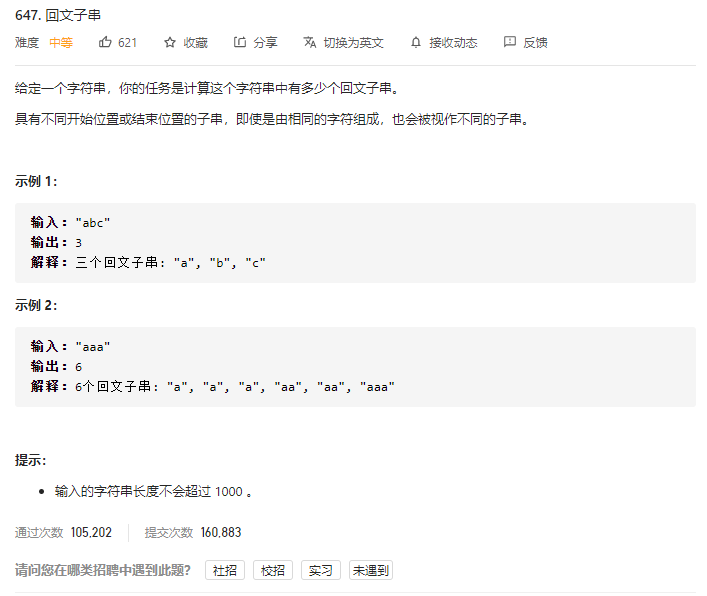 647. 回文子串
难度 中等 621 收藏 分享 切换为英文 接收动态 反馈
给定一个字符串，你的任务是计算这个字符串中有多少个回文子串。
具有不同开始位置或结束位置的子串，即使是由相同的字符组成，也会被视作不同的子串。
示例 1：
输入："abc"
输出：3
解释：三个回文子串: "a", "b", "c"
示例 2：
输入："aaa"
输出：6
解释：6个回文子串: "a", "a", "a", "aa", "aa", "aaa"
提示：
• 输入的字符串长度不会超过 1000 。
通过次数 105,202 提交次数 160,883
请问您在哪类招聘中遇到此题？ 社招 校招 实习 未遇到